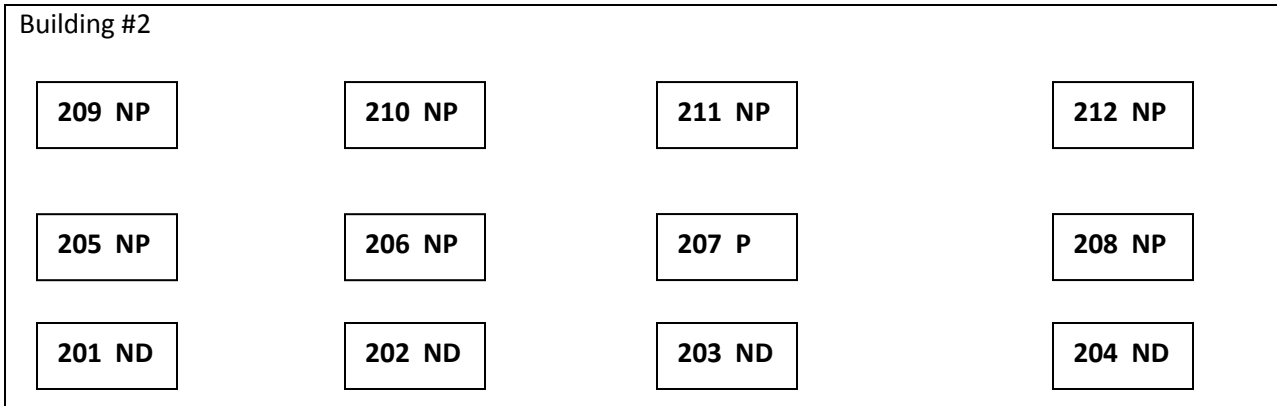 Building #2
209 NP 210 NP 211 NP 212 NP
205 NP 206 NP 207 P 208 NP
201 ND 202 ND 203 ND 204 ND